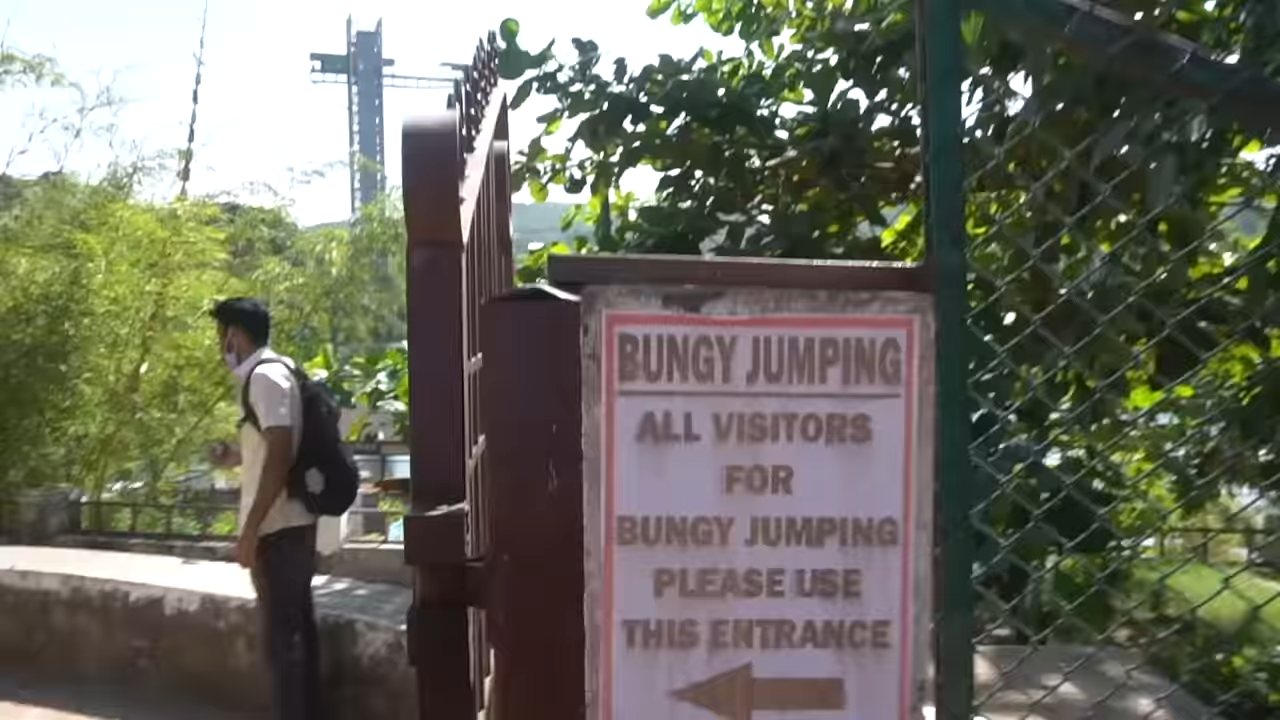 BUNGY JUMPING
ALL VISITORS
FOR
BUNGY JUMPING
PLEASE USE
THIS ENTRANCE